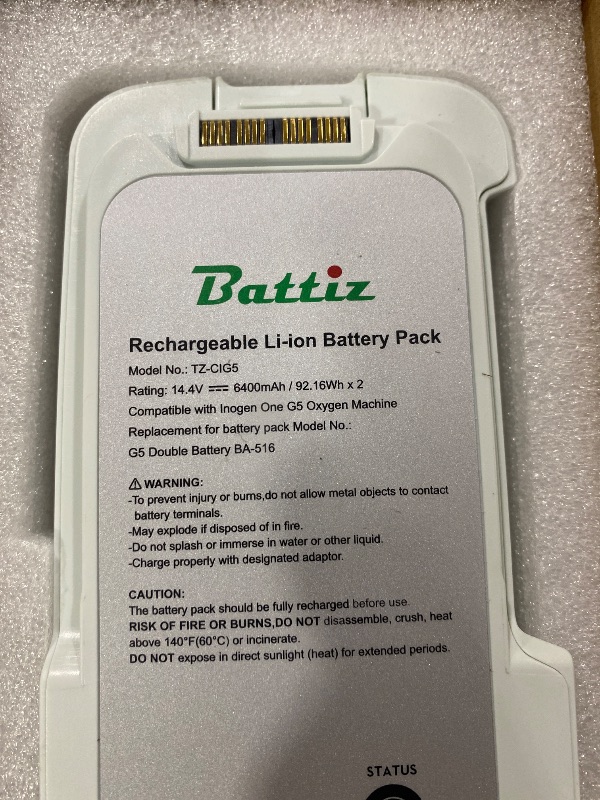 Battiz
Rechargeable Li-ion Battery Pack
Model No.: TZ-CIG5
Rating: 14.4V ⎓ 6400mAh / 92.16Wh x 2
Compatible with Inogen One G5 Oxygen Machine
Replacement for battery pack Model No.:
G5 Double Battery BA-516
⚠ WARNING:
-To prevent injury or burns,do not allow metal objects to contact
battery terminals.
-May explode if disposed of in fire.
-Do not splash or immerse in water or other liquid.
-Charge properly with designated adaptor.
CAUTION:
The battery pack should be fully recharged before use.
RISK OF FIRE OR BURNS,DO NOT disassemble, crush, heat
above 140°F(60°C) or incinerate.
DO NOT expose in direct sunlight (heat) for extended periods.
STATUS